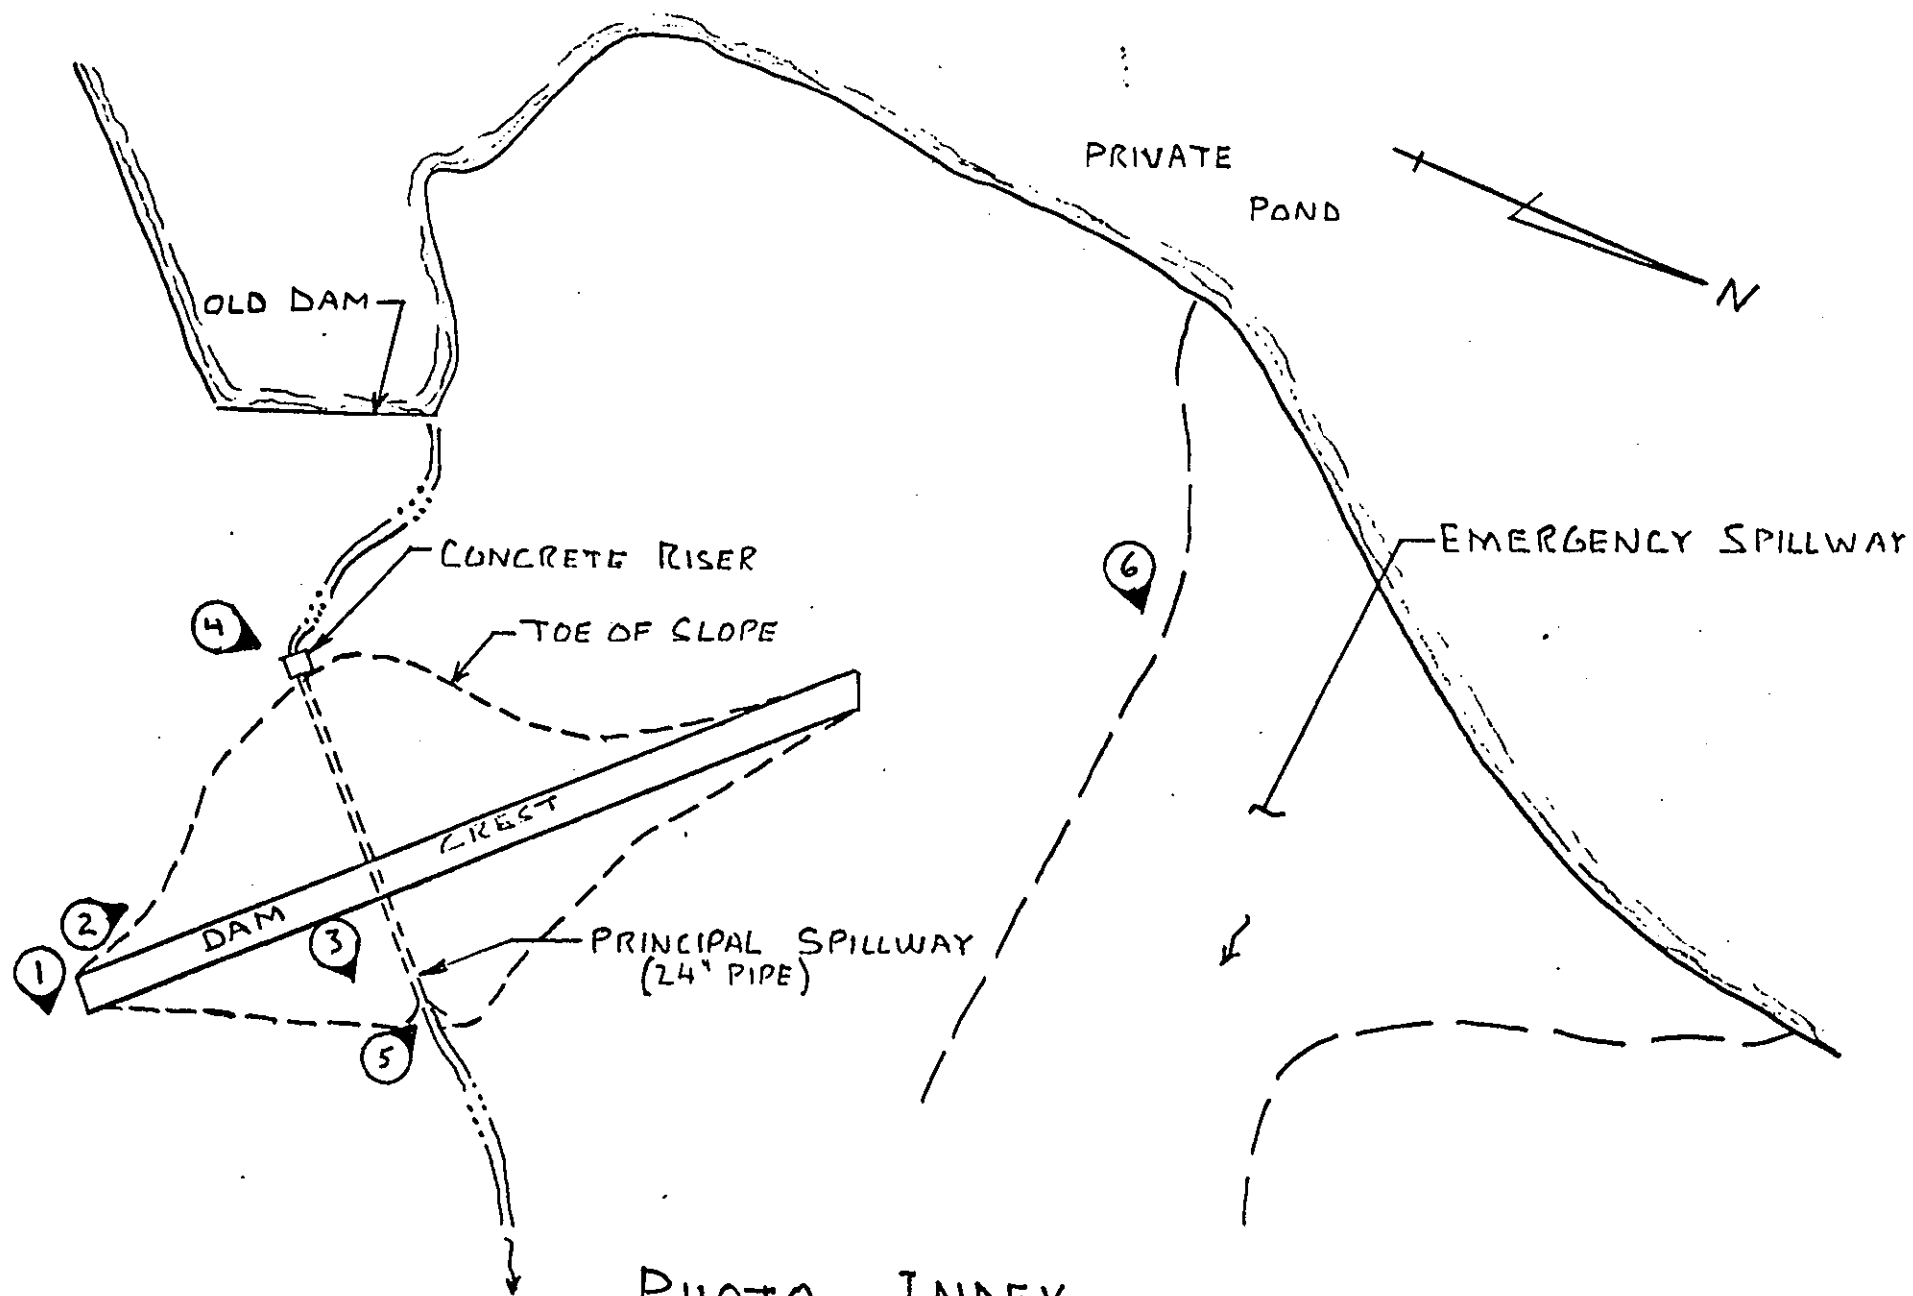 PRIVATE
POND
N
OLD DAM
CONCRETE RISER
TOE OF SLOPE
EMERGENCY SPILLWAY
6
4
DAM CREST
2
1
3
PRINCIPAL SPILLWAY
(24" PIPE)
5
PHOTO INDEX